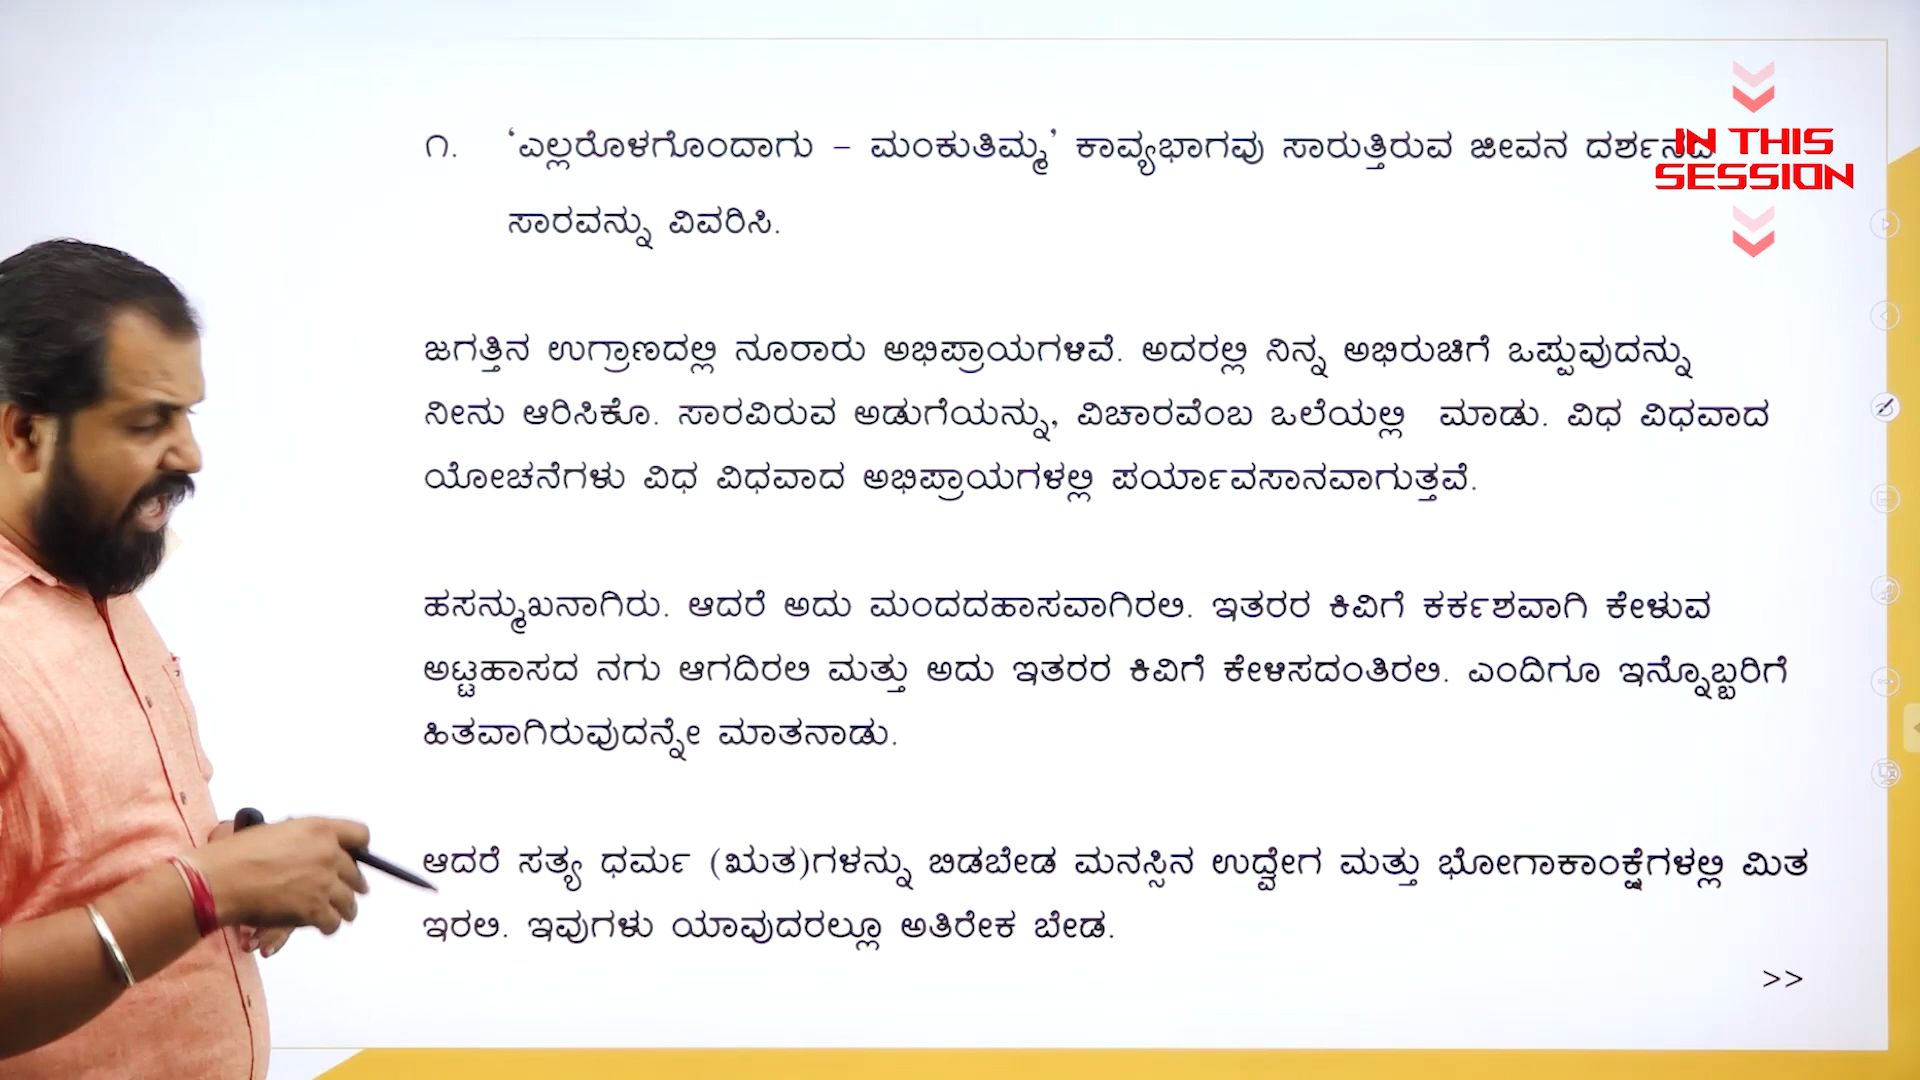 ೧. ‘ಎಲ್ಲರೊಳಗೊಂದಾಗು – ಮಂಕುತಿಮ್ಮ’ ಕಾವ್ಯಭಾಗವು ಸಾರುತ್ತಿರುವ ಜೀವನ ದರ್ಶನದ
ಸಾರವನ್ನು ವಿವರಿಸಿ.
IN THIS
SESSION
ಜಗತ್ತಿನ ಉಗ್ರಾಣದಲ್ಲಿ ನೂರಾರು ಅಭಿಪ್ರಾಯಗಳಿವೆ. ಅದರಲ್ಲಿ ನಿನ್ನ ಅಭಿರುಚಿಗೆ ಒಪ್ಪುವುದನ್ನು
ನೀನು ಆರಿಸಿಕೊ. ಸಾರವಿರುವ ಅಡುಗೆಯನ್ನು, ವಿಚಾರವೆಂಬ ಒಲೆಯಲ್ಲಿ ಮಾಡು. ವಿಧ ವಿಧವಾದ
ಯೋಚನೆಗಳು ವಿಧ ವಿಧವಾದ ಅಭಿಪ್ರಾಯಗಳಲ್ಲಿ ಪರ್ಯಾವಸಾನವಾಗುತ್ತವೆ.
ಹಸನ್ಮುಖನಾಗಿರು. ಆದರೆ ಅದು ಮಂದದಹಾಸವಾಗಿರಲಿ. ಇತರರ ಕಿವಿಗೆ ಕರ್ಕಶವಾಗಿ ಕೇಳುವ
ಅಟ್ಟಹಾಸದ ನಗು ಆಗದಿರಲಿ ಮತ್ತು ಅದು ಇತರರ ಕಿವಿಗೆ ಕೇಳಿಸದಂತಿರಲಿ. ಎಂದಿಗೂ ಇನ್ನೊಬ್ಬರಿಗೆ
ಹಿತವಾಗಿರುವುದನ್ನೇ ಮಾತನಾಡು.
ಆದರೆ ಸತ್ಯ ಧರ್ಮ (ಋತ)ಗಳನ್ನು ಬಿಡಬೇಡ ಮನಸ್ಸಿನ ಉದ್ವೇಗ ಮತ್ತು ಭೋಗಾಕಾಂಕ್ಷೆಗಳಲ್ಲಿ ಮಿತ
ಇರಲಿ. ಇವುಗಳು ಯಾವುದರಲ್ಲೂ ಅತಿರೇಕ ಬೇಡ.
>>